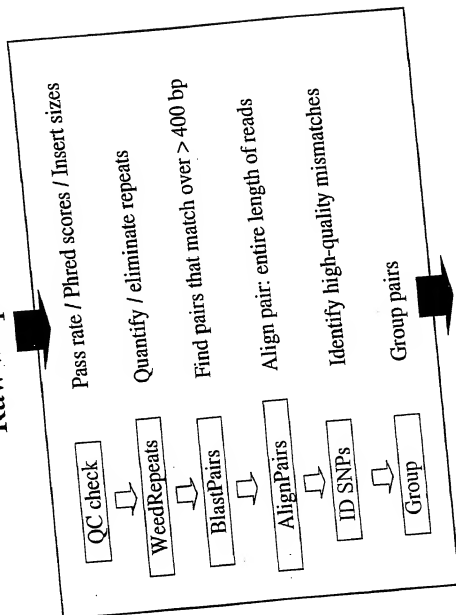 QC check Pass rate / Phred scores / Insert sizes
WeedRepeats Quantify / eliminate repeats
BlastPairs Find pairs that match over > 400 bp
AlignPairs Align pair: entire length of reads
ID SNPs Identify high-quality mismatches
Group Group pairs